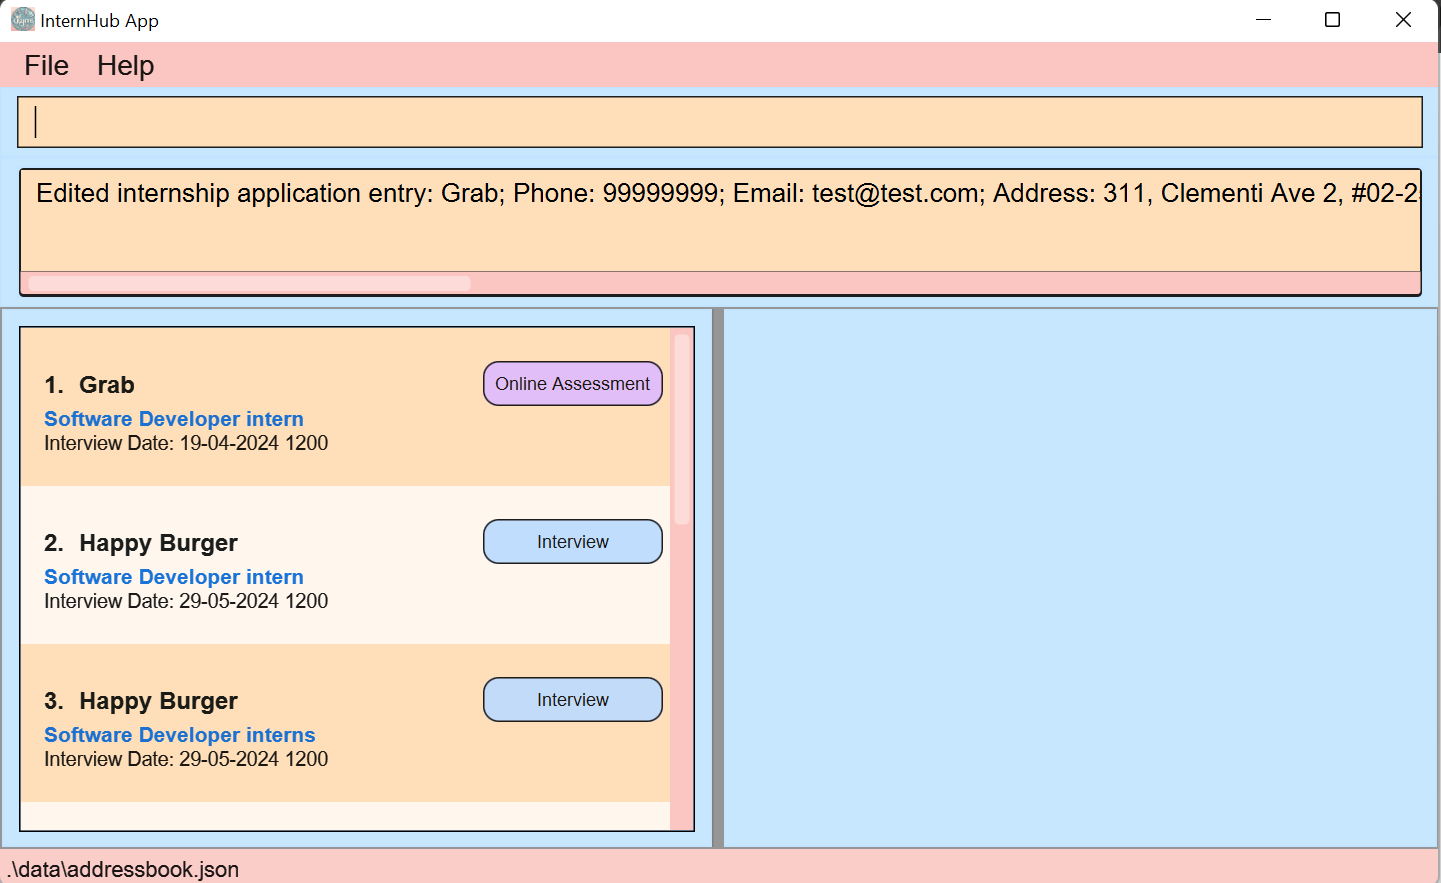 InternHub App
File Help
Edited internship application entry: Grab; Phone: 99999999; Email: test@test.com; Address: 311, Clementi Ave 2, #02-2
1. Grab
Online Assessment
Software Developer intern
Interview Date: 19-04-2024 1200
2. Happy Burger
Interview
Software Developer intern
Interview Date: 29-05-2024 1200
3. Happy Burger
Interview
Software Developer interns
Interview Date: 29-05-2024 1200
.\data\addressbook.json